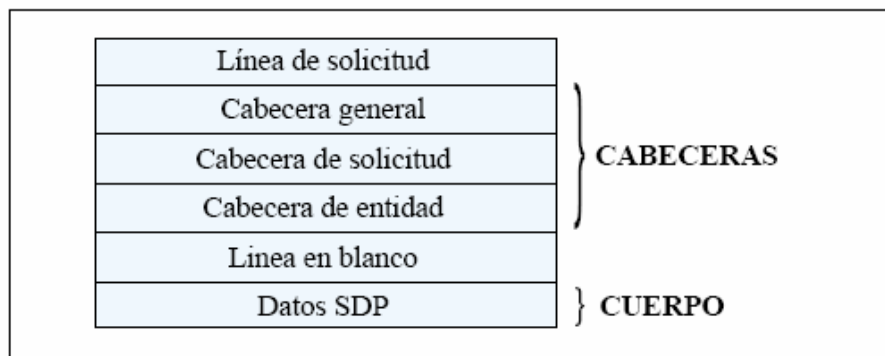 Línea de solicitud
Cabecera general
Cabecera de solicitud
CABECERAS
Cabecera de entidad
Linea en blanco
Datos SDP
CUERPO